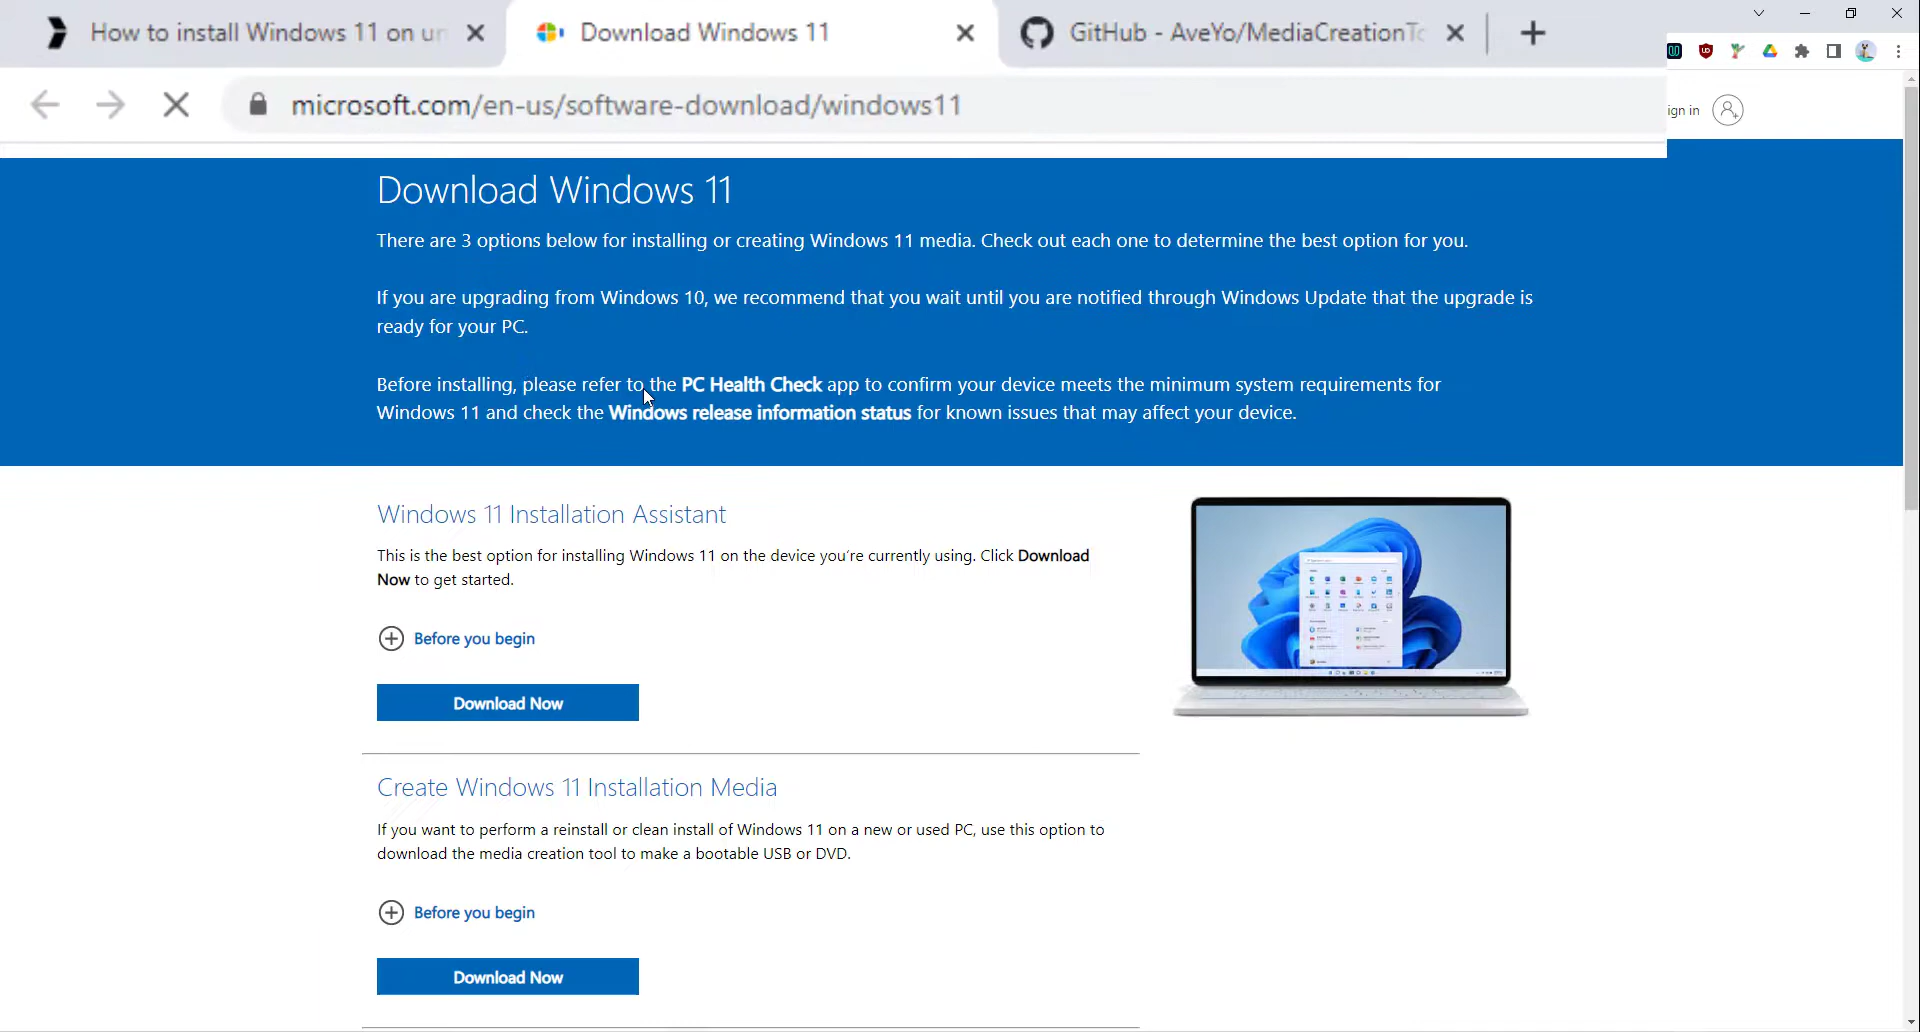 How to install Windows 11 on un
Download Windows 11
GitHub - AveYo/MediaCreationTo
microsoft.com/en-us/software-download/windows11
ign in
Download Windows 11
There are 3 options below for installing or creating Windows 11 media. Check out each one to determine the best option for you.
If you are upgrading from Windows 10, we recommend that you wait until you are notified through Windows Update that the upgrade is
ready for your PC.
Before installing, please refer to the PC Health Check app to confirm your device meets the minimum system requirements for
Windows 11 and check the Windows release information status for known issues that may affect your device.
Windows 11 Installation Assistant
This is the best option for installing Windows 11 on the device you're currently using. Click Download
Now to get started.
Before you begin
Download Now
Create Windows 11 Installation Media
If you want to perform a reinstall or clean install of Windows 11 on a new or used PC, use this option to
download the media creation tool to make a bootable USB or DVD.
Before you begin
Download Now